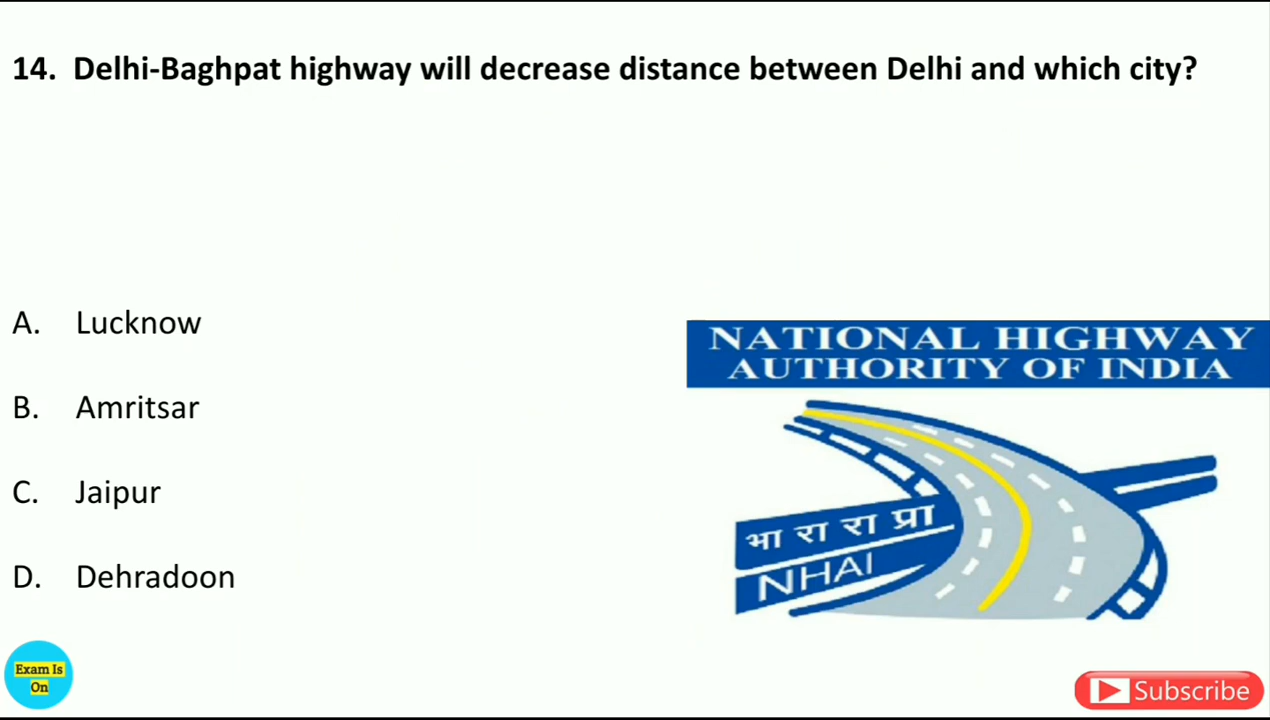 14. Delhi-Baghpat highway will decrease distance between Delhi and which city?
A. Lucknow
B. Amritsar
C. Jaipur
D. Dehradoon
NATIONAL HIGHWAY
AUTHORITY OF INDIA
भा रा रा प्रा
NHAI
Exam Is
On
Subscribe